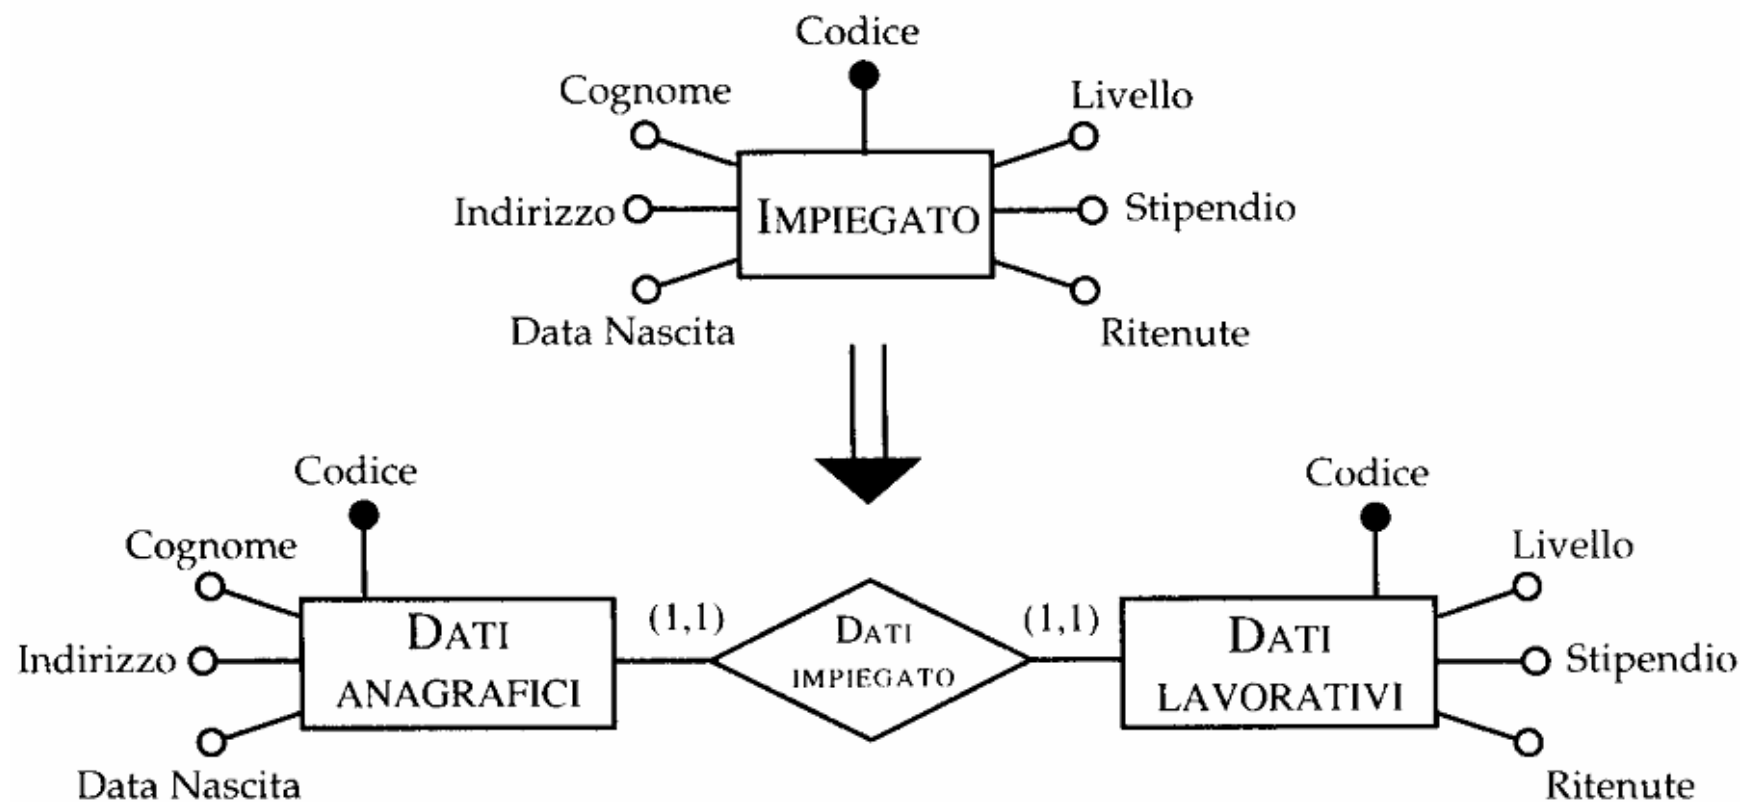 Codice
Cognome
Livello
Indirizzo
IMPIEGATO
Stipendio
Data Nascita
Ritenute
Codice
Codice
Cognome
Livello
DATI
ANAGRAFICI
(1,1)
DATI
IMPIEGATO
(1,1)
DATI
LAVORATIVI
Indirizzo
Stipendio
Data Nascita
Ritenute